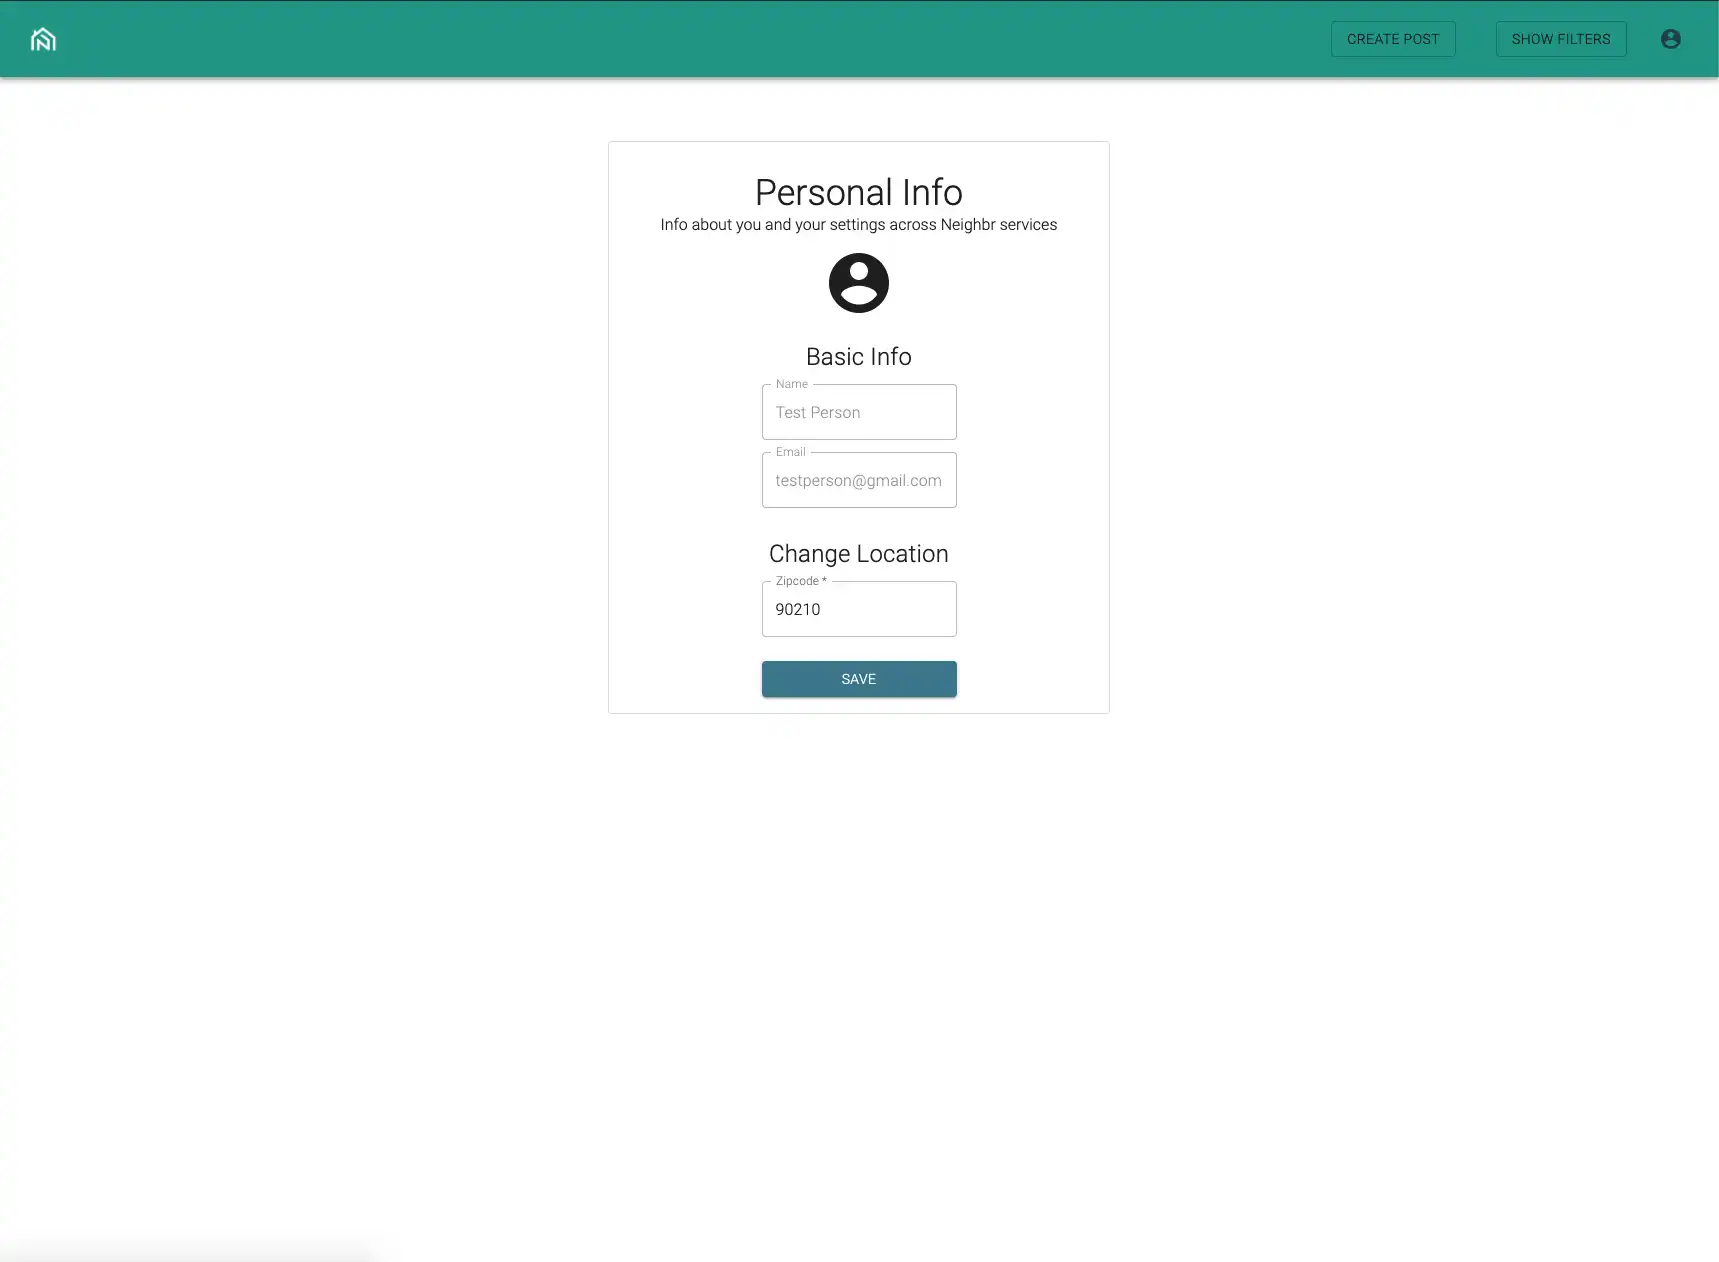 CREATE POST
SHOW FILTERS
Personal Info
Info about you and your settings across Neighbr services
Basic Info
Name
Test Person
Email
testperson@gmail.com
Change Location
Zipcode *
90210
SAVE